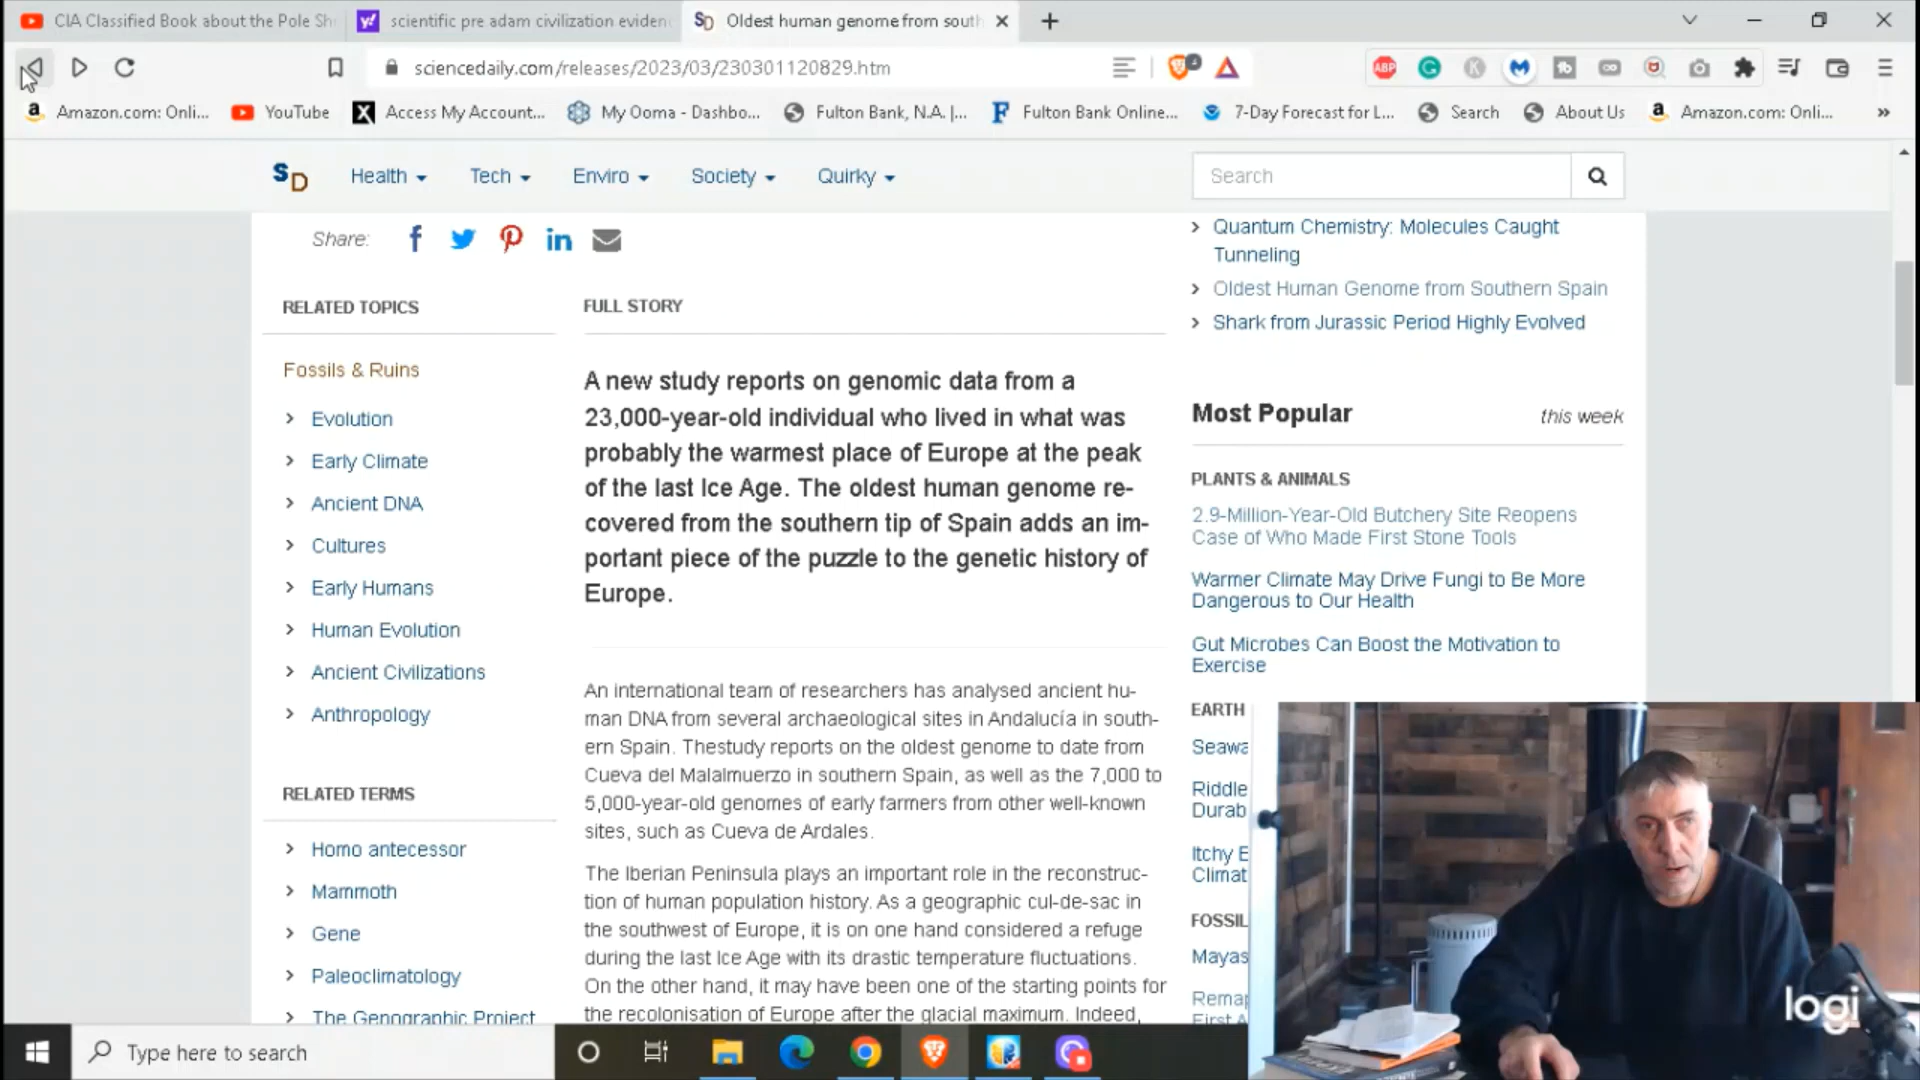 CIA Classified Book about the Pole Sh
scientific pre adam civilization eviden
Oldest human genome from south
sciencedaily.com/releases/2023/03/230301120829.htm
ABP
Amazon.com: Onli...
YouTube
Access My Account...
My Ooma - Dashbo...
Fulton Bank, N.A. |...
Fulton Bank Online...
7-Day Forecast for L...
Search
About Us
Amazon.com: Onli...
SD
Health
Tech
Enviro
Society
Quirky
Search
Share:
RELATED TOPICS
Fossils & Ruins
Evolution
Early Climate
Ancient DNA
Cultures
Early Humans
Human Evolution
Ancient Civilizations
Anthropology
RELATED TERMS
Homo antecessor
Mammoth
Gene
Paleoclimatology
The Genographic Project
FULL STORY
A new study reports on genomic data from a
23,000-year-old individual who lived in what was
probably the warmest place of Europe at the peak
of the last Ice Age. The oldest human genome re-
covered from the southern tip of Spain adds an im-
portant piece of the puzzle to the genetic history of
Europe.
An international team of researchers has analysed ancient hu-
man DNA from several archaeological sites in Andalucía in south-
ern Spain. Thestudy reports on the oldest genome to date from
Cueva del Malalmuerzo in southern Spain, as well as the 7,000 to
5,000-year-old genomes of early farmers from other well-known
sites, such as Cueva de Ardales.
The Iberian Peninsula plays an important role in the reconstruc-
tion of human population history. As a geographic cul-de-sac in
the southwest of Europe, it is on one hand considered a refuge
during the last Ice Age with its drastic temperature fluctuations.
On the other hand, it may have been one of the starting points for
the recolonisation of Europe after the glacial maximum. Indeed,
Quantum Chemistry: Molecules Caught
Tunneling
Oldest Human Genome from Southern Spain
Shark from Jurassic Period Highly Evolved
Most Popular
this week
PLANTS & ANIMALS
2.9-Million-Year-Old Butchery Site Reopens
Case of Who Made First Stone Tools
Warmer Climate May Drive Fungi to Be More
Dangerous to Our Health
Gut Microbes Can Boost the Motivation to
Exercise
EARTH
Seawa
Riddle
Durab
Itchy E
Climat
FOSSIL
Mayas
Remap
First A
logi
Type here to search